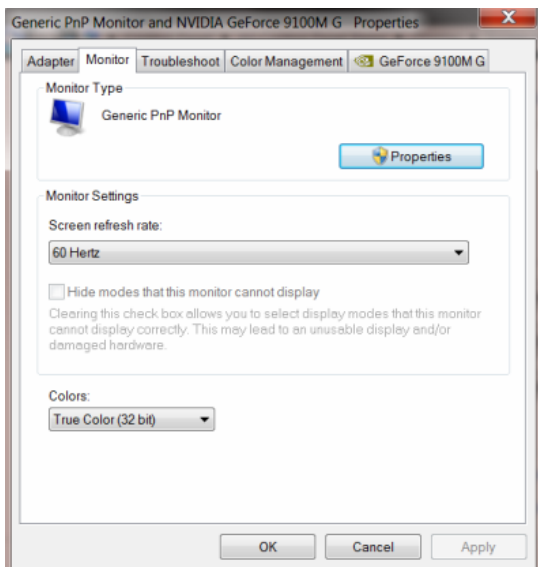 Generic PnP Monitor and NVIDIA GeForce 9100M G Properties
Adapter Monitor Troubleshoot Color Management GeForce 9100M G
Monitor Type
Generic PnP Monitor
Properties
Monitor Settings
Screen refresh rate:
60 Hertz
Hide modes that this monitor cannot display
Clearing this check box allows you to select display modes that this monitor
cannot display correctly. This may lead to an unusable display and/or
damaged hardware.
Colors:
True Color (32 bit)
OK Cancel Apply